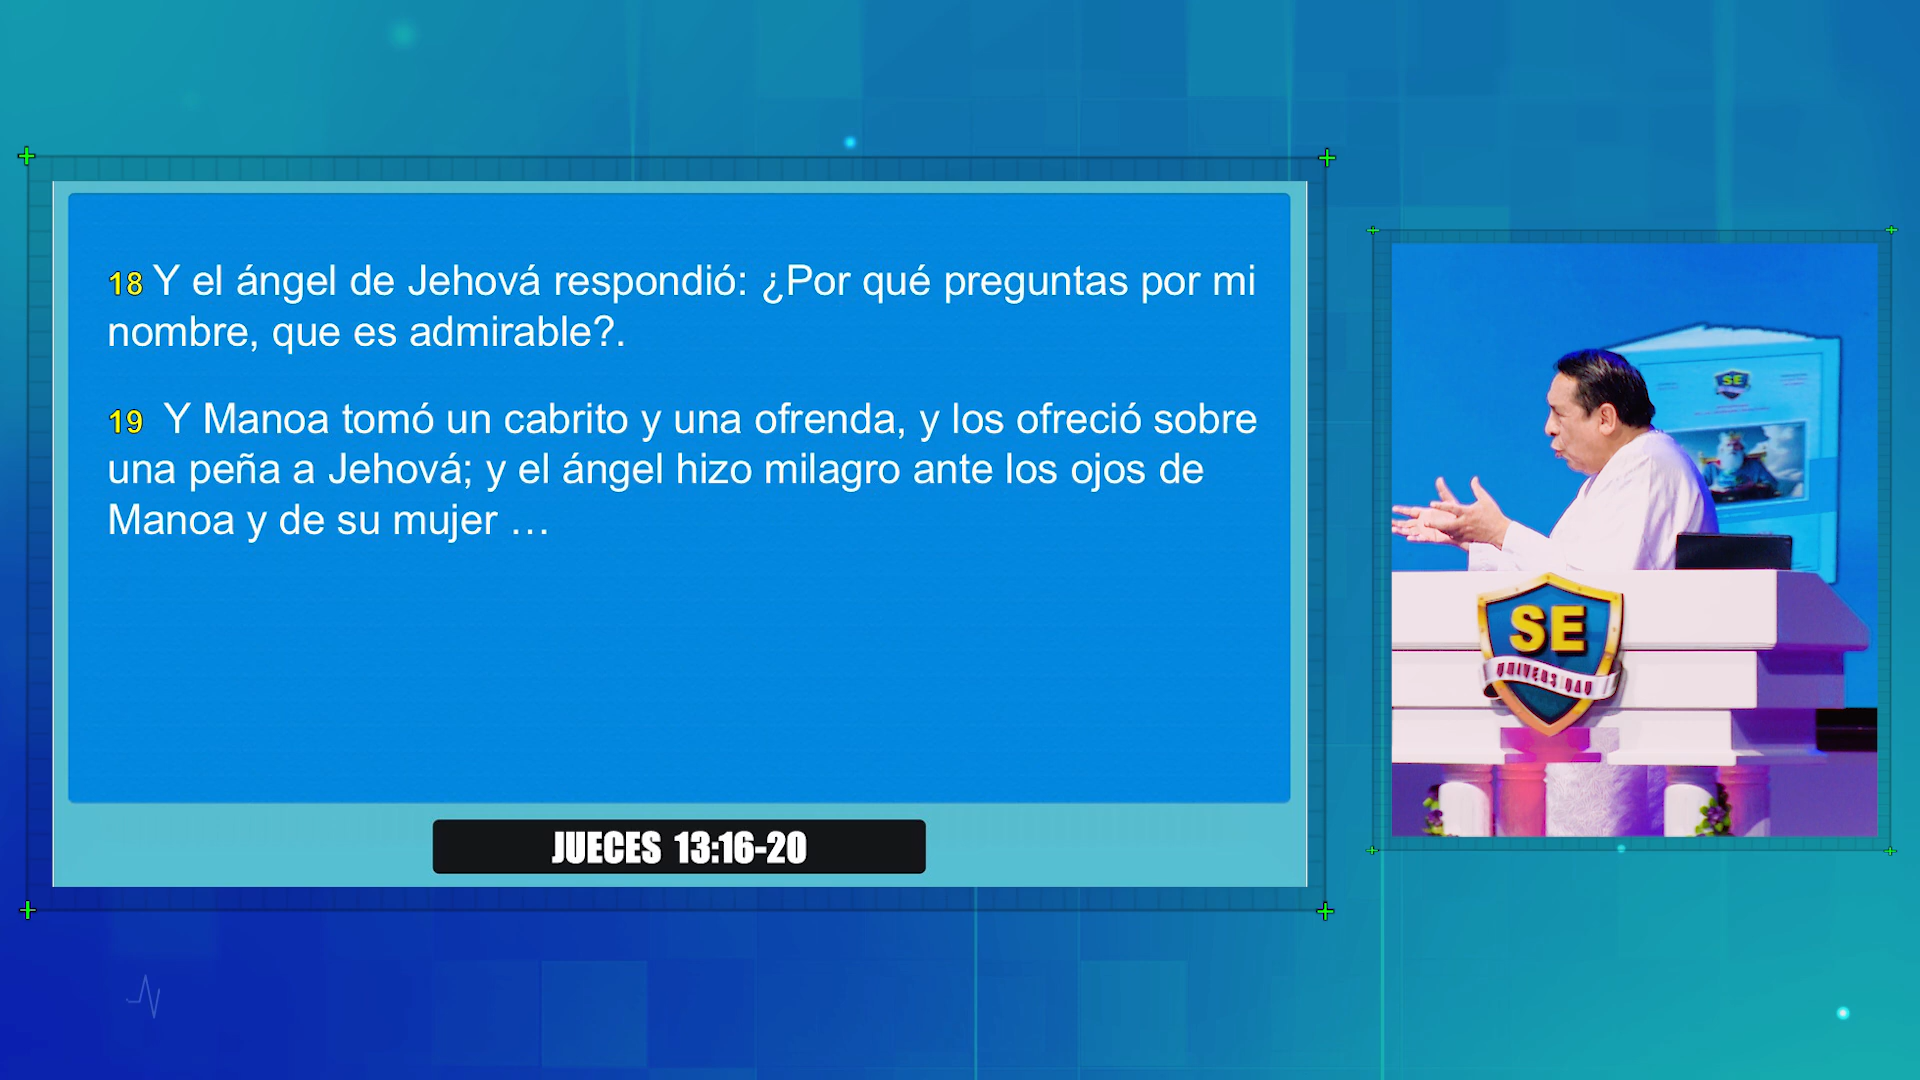 18 Y el ángel de Jehová respondió: ¿Por qué preguntas por mi
nombre, que es admirable?.
19 Y Manoa tomó un cabrito y una ofrenda, y los ofreció sobre
una peña a Jehová; y el ángel hizo milagro ante los ojos de
Manoa y de su mujer …
JUECES 13:16-20
SE
SE